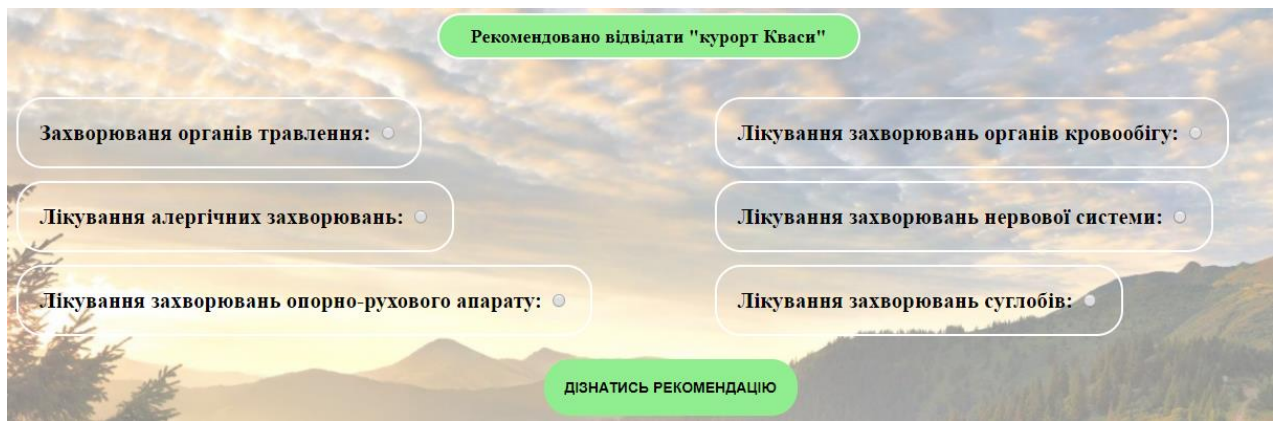 Рекомендовано відвідати "курорт Кваси"
Захворюваня органів травлення:
Лікування захворювань органів кровообігу:
Лікування алергічних захворювань:
Лікування захворювань нервової системи:
Лікування захворювань опорно-рухового апарату:
Лікування захворювань суглобів:
ДІЗНАТИСЬ РЕКОМЕНДАЦІЮ